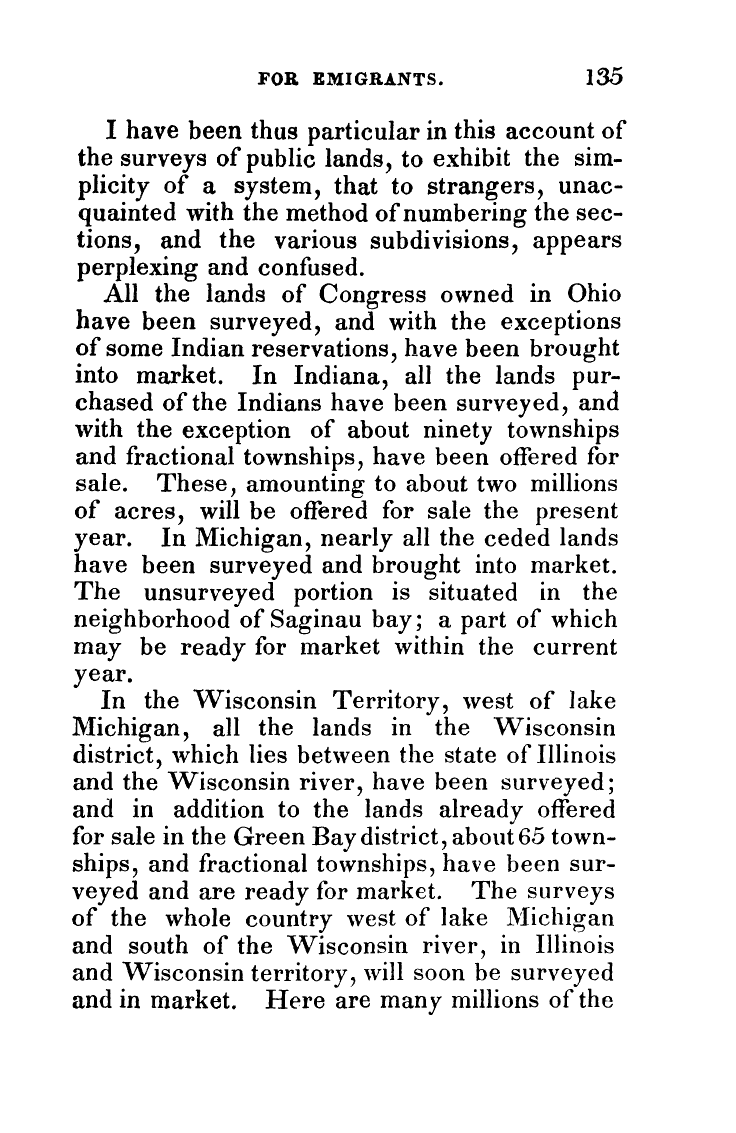 FOR EMIGRANTS. 135
I have been thus particular in this account of
the surveys of public lands, to exhibit the sim-
plicity of a system, that to strangers, unac-
quainted with the method of numbering the sec-
tions, and the various subdivisions, appears
perplexing and confused.
All the lands of Congress owned in Ohio
have been surveyed, and with the exceptions
of some Indian reservations, have been brought
into market. In Indiana, all the lands pur-
chased of the Indians have been surveyed, and
with the exception of about ninety townships
and fractional townships, have been offered for
sale. These, amounting to about two millions
of acres, will be offered for sale the present
year. In Michigan, nearly all the ceded lands
have been surveyed and brought into market.
The unsurveyed portion is situated in the
neighborhood of Saginau bay; a part of which
may be ready for market within the current
year.
In the Wisconsin Territory, west of lake
Michigan, all the lands in the Wisconsin
district, which lies between the state of Illinois
and the Wisconsin river, have been surveyed;
and in addition to the lands already offered
for sale in the Green Bay district, about 65 town-
ships, and fractional townships, have been sur-
veyed and are ready for market. The surveys
of the whole country west of lake Michigan
and south of the Wisconsin river, in Illinois
and Wisconsin territory, will soon be surveyed
and in market. Here are many millions of the